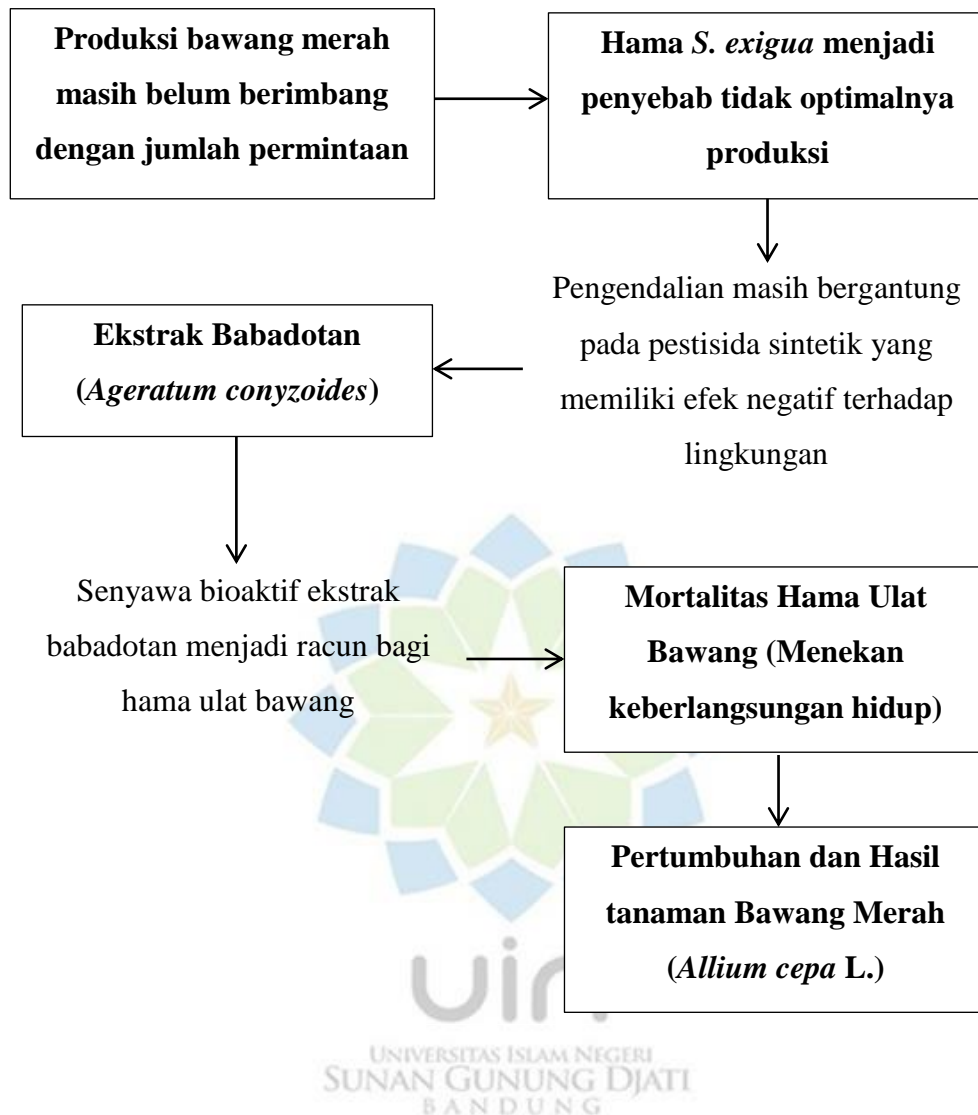 Produksi bawang merah
masih belum berimbang
dengan jumlah permintaan
Hama S. exigua menjadi
penyebab tidak optimalnya
produksi
Pengendalian masih bergantung
pada pestisida sintetik yang
memiliki efek negatif terhadap
lingkungan
Ekstrak Babadotan
(Ageratum conyzoides)
Senyawa bioaktif ekstrak
babadotan menjadi racun bagi
hama ulat bawang
Mortalitas Hama Ulat
Bawang (Menekan
keberlangsungan hidup)
Pertumbuhan dan Hasil
tanaman Bawang Merah
(Allium cepa L.)
uin
UNIVERSITAS ISLAM NEGERI
SUNAN GUNUNG DJATI
BANDUNG